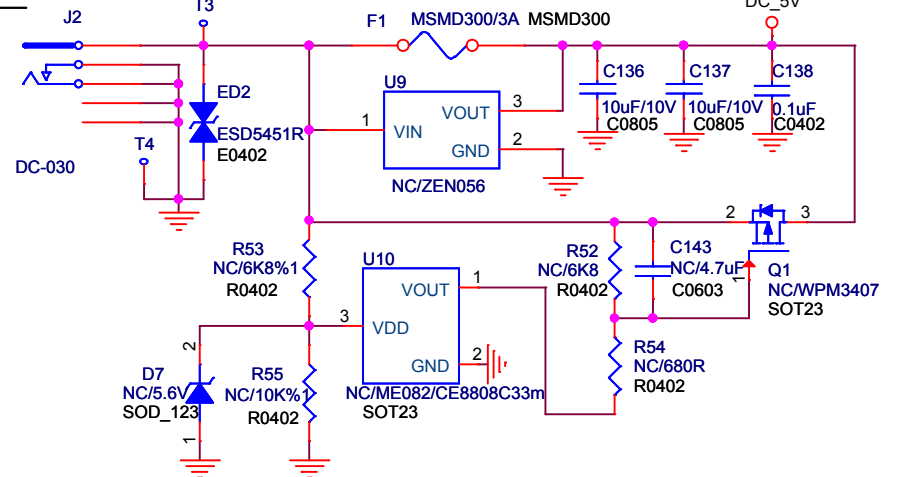 J2
T3
F1
MSMD300/3A
MSMD300
DC_5V
C136
10uF/10V
C0805
C137
10uF/10V
C0805
C138
0.1uF
C0402
U9
1
VIN
VOUT
3
GND
2
NC/ZEN056
ED2
ESD5451R
E0402
T4
DC-030
R53
NC/6K8%1
R0402
U10
VOUT
1
3
VDD
GND
2
NC/ME082/CE8808C33m
SOT23
R52
NC/6K8
R0402
C143
NC/4.7uF
C0603
2
3
1
Q1
NC/WPM3407
SOT23
R54
NC/680R
R0402
2
D7
NC/5.6V
SOD_123
1
R55
NC/10K%1
R0402